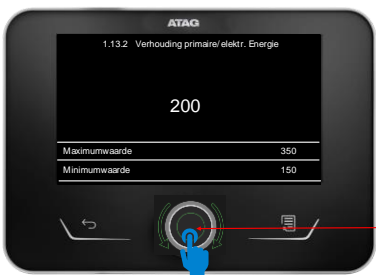 ATAG
1.13.2 Verhouding primaire/elektr. Energie
200
Maximumwaarde 350
Minimumwaarde 150